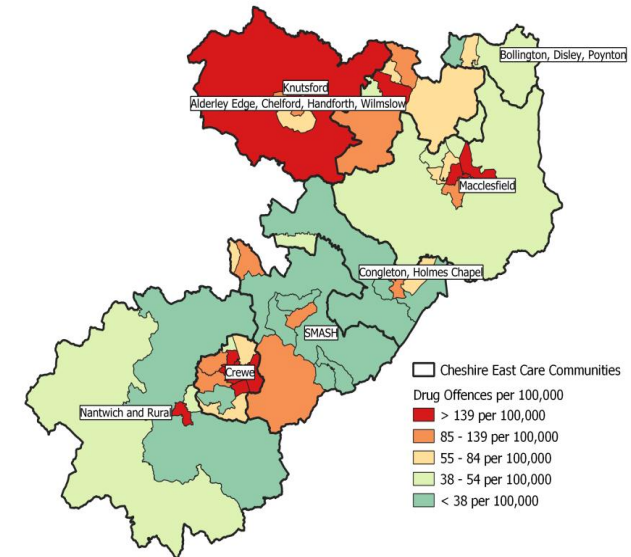 Bollington, Disley, Poynton
Knutsford
Alderley Edge, Chelford, Handforth, Wilmslow
Macclesfield
Congleton, Holmes Chapel
SMASH
Crewe
Nantwich and Rural
Cheshire East Care Communities
Drug Offences per 100,000
> 139 per 100,000
85 - 139 per 100,000
55 - 84 per 100,000
38 - 54 per 100,000
< 38 per 100,000